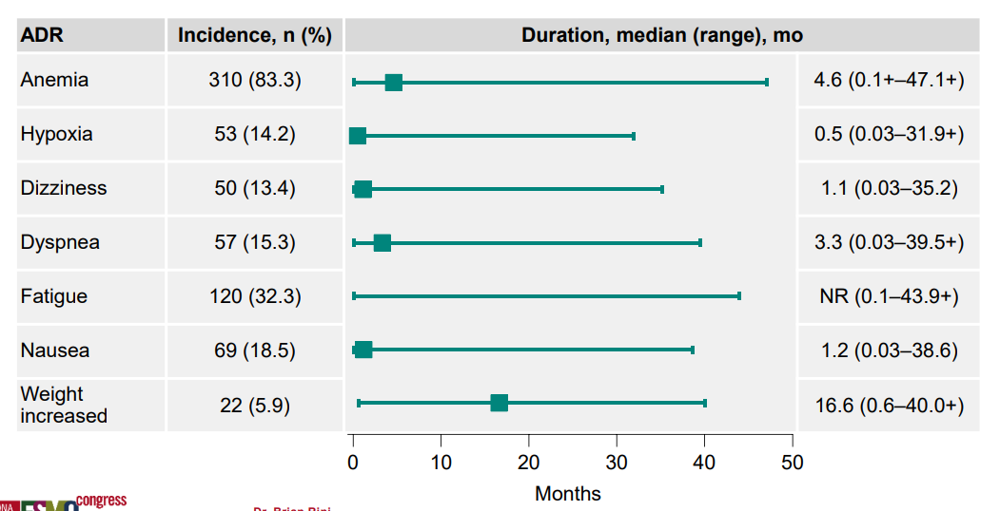 ADR Incidence, n (%) Duration, median (range), mo
Anemia 310 (83.3) 4.6 (0.1+–47.1+)
Hypoxia 53 (14.2) 0.5 (0.03–31.9+)
Dizziness 50 (13.4) 1.1 (0.03–35.2)
Dyspnea 57 (15.3) 3.3 (0.03–39.5+)
Fatigue 120 (32.3) NR (0.1–43.9+)
Nausea 69 (18.5) 1.2 (0.03–38.6)
Weight
increased 22 (5.9) 16.6 (0.6–40.0+)
0 10 20 30 40 50
Months
congress
Dr. Brian Rini